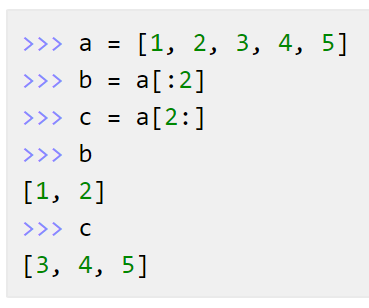 >>> a = [1, 2, 3, 4, 5]
>>> b = a[:2]
>>> c = a[2:]
>>> b
[1, 2]
>>> c
[3, 4, 5]